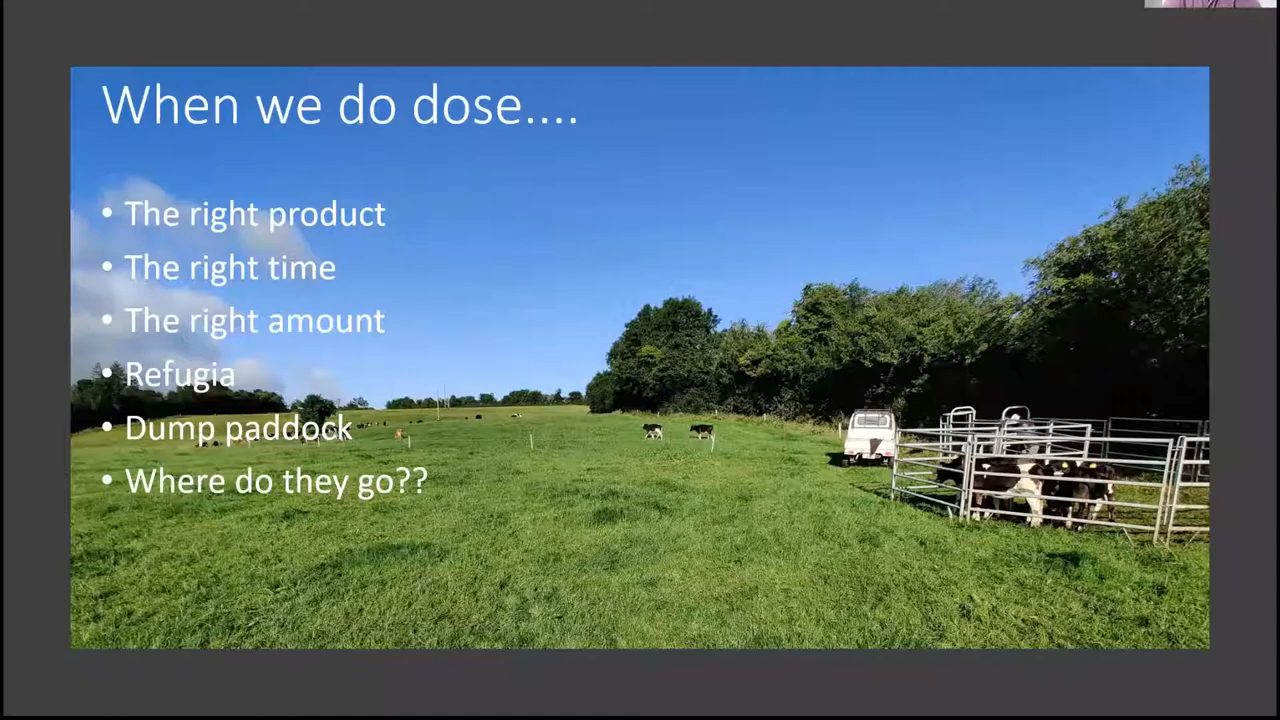 When we do dose....
• The right product
• The right time
• The right amount
• Refugia
• Dump paddock
• Where do they go??